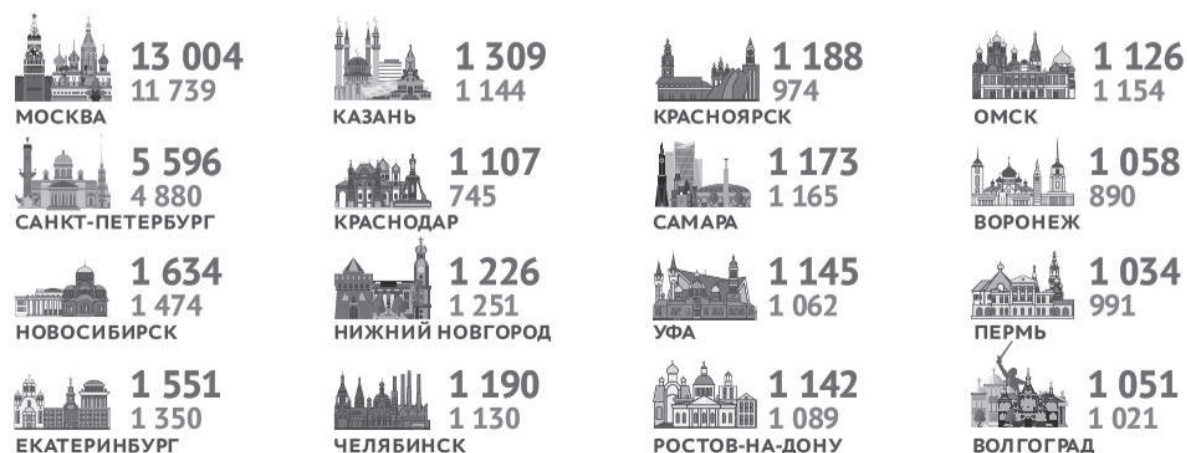 13 004
11 739
МОСКВА
1 309
1 144
КАЗАНЬ
1 188
974
КРАСНОЯРСК
1 126
1 154
ОМСК
5 596
4 880
САНКТ-ПЕТЕРБУРГ
1 107
745
КРАСНОДАР
1 173
1 165
САМАРА
1 058
890
ВОРОНЕЖ
1 634
1 474
НОВОСИБИРСК
1 226
1 251
НИЖНИЙ НОВГОРОД
1 145
1 062
УФА
1 034
991
ПЕРМЬ
1 551
1 350
ЕКАТЕРИНБУРГ
1 190
1 130
ЧЕЛЯБИНСК
1 142
1 089
РОСТОВ-НА-ДОНУ
1 051
1 021
ВОЛГОГРАД